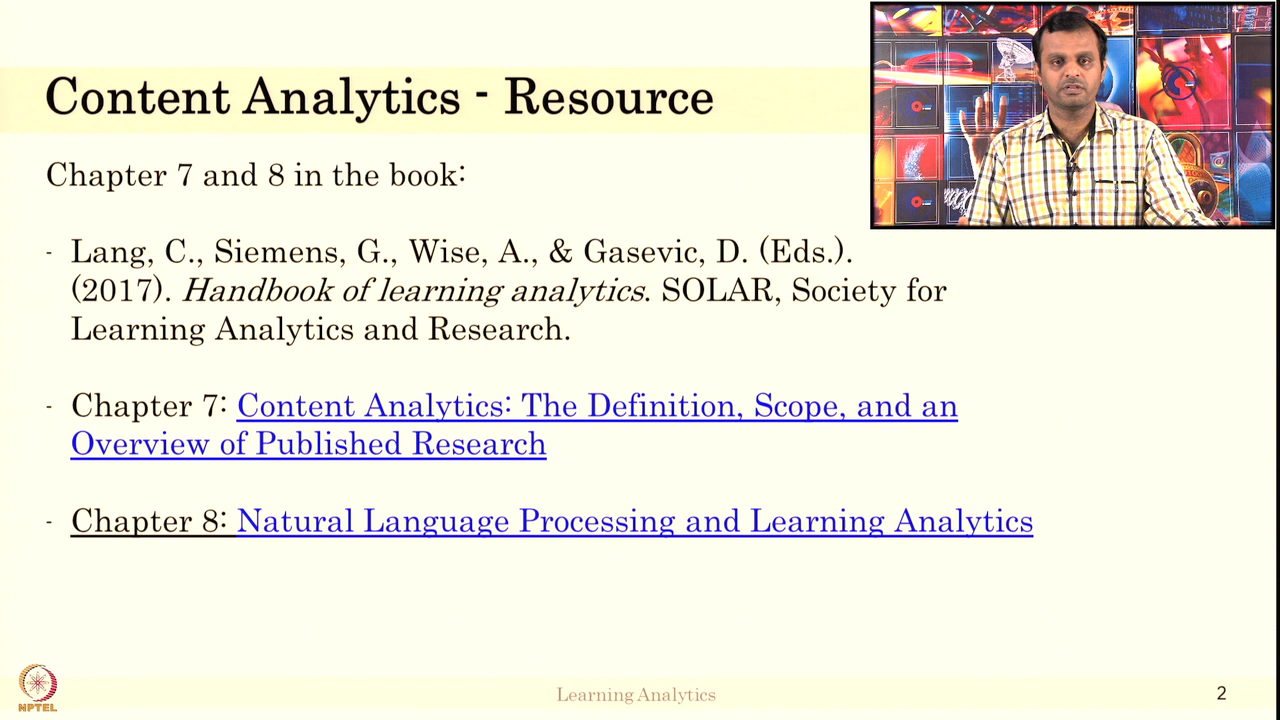 Content Analytics - Resource
Chapter 7 and 8 in the book:
- Lang, C., Siemens, G., Wise, A., & Gasevic, D. (Eds.).
(2017). Handbook of learning analytics. SOLAR, Society for
Learning Analytics and Research.
- Chapter 7: Content Analytics: The Definition, Scope, and an
Overview of Published Research
- Chapter 8: Natural Language Processing and Learning Analytics
NPTEL
Learning Analytics
2